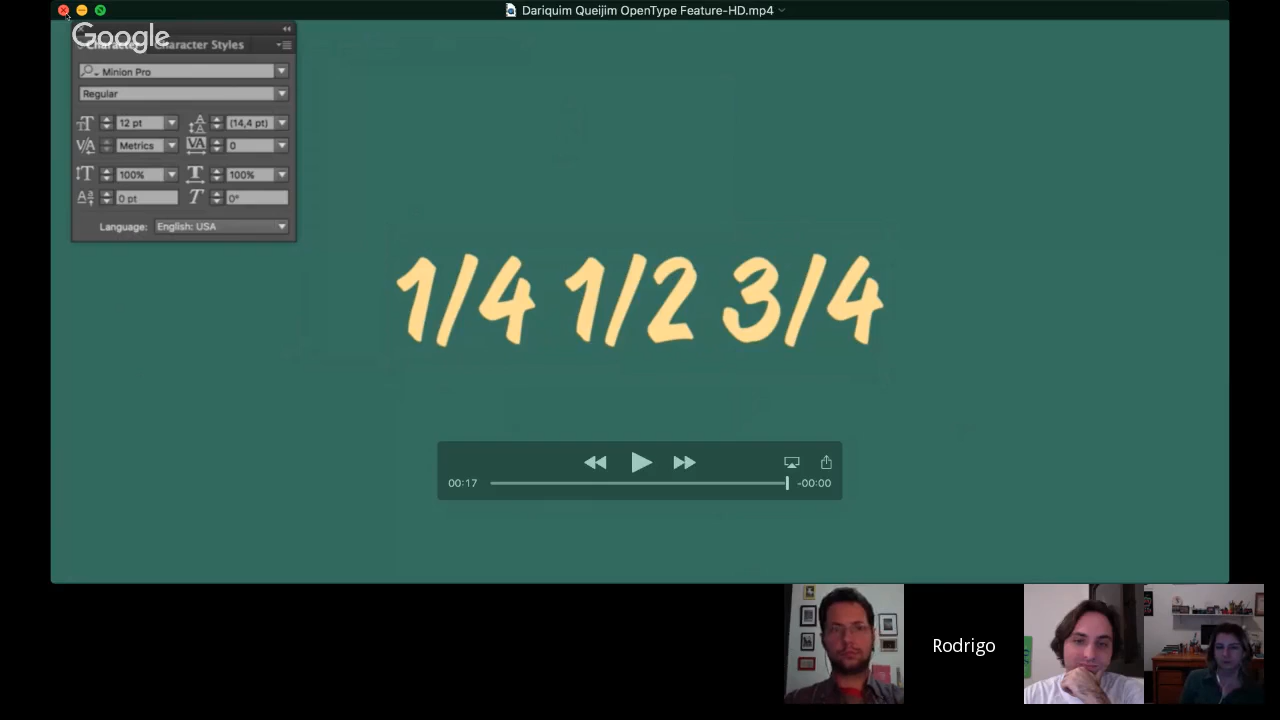 Dariquim Queijim OpenType Feature-HD.mp4
Google
Character Character Styles
Minion Pro
Regular
12 pt (14,4 pt)
Metrics 0
100% 100%
0 pt 0°
Language: English: USA
1/4 1/2 3/4
00:17 -00:00
Rodrigo